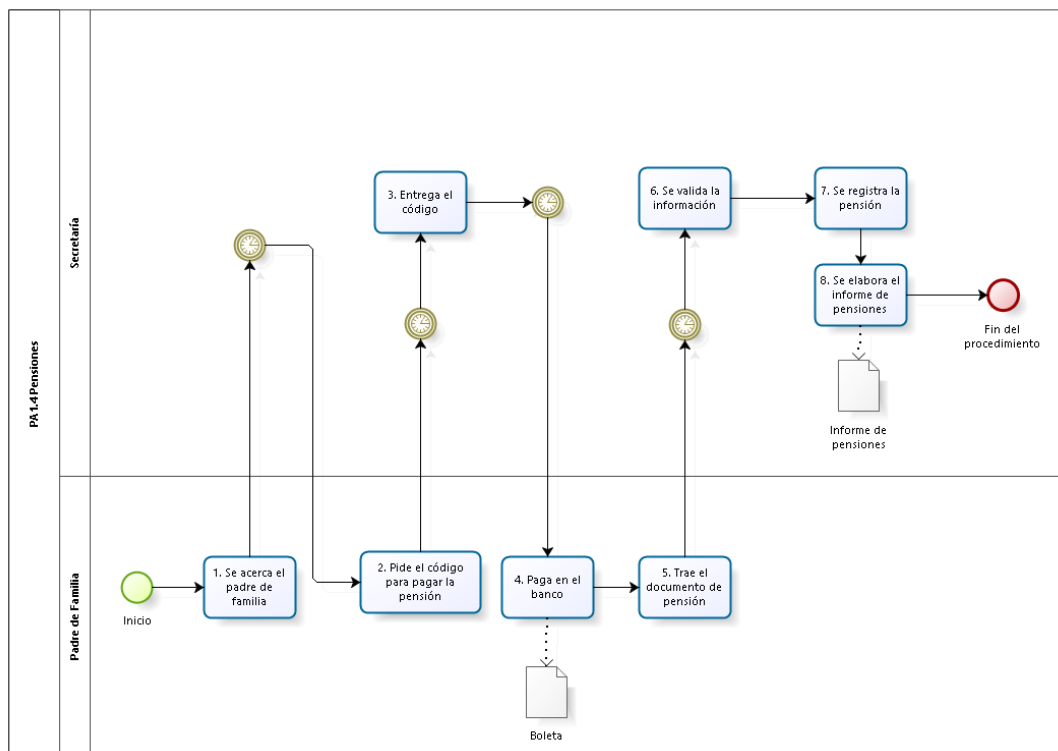 PA1.4 Pensiones
Secretaría
3. Entrega el
código
6. Se valida la
información
7. Se registra la
pensión
8. Se elabora el
informe de
pensiones
Fin del
procedimiento
Informe de
pensiones
Padre de Familia
Inicio
1. Se acerca el
padre de
familia
2. Pide el código
para pagar la
pensión
4. Paga en el
banco
5. Trae el
documento de
pensión
Boleta